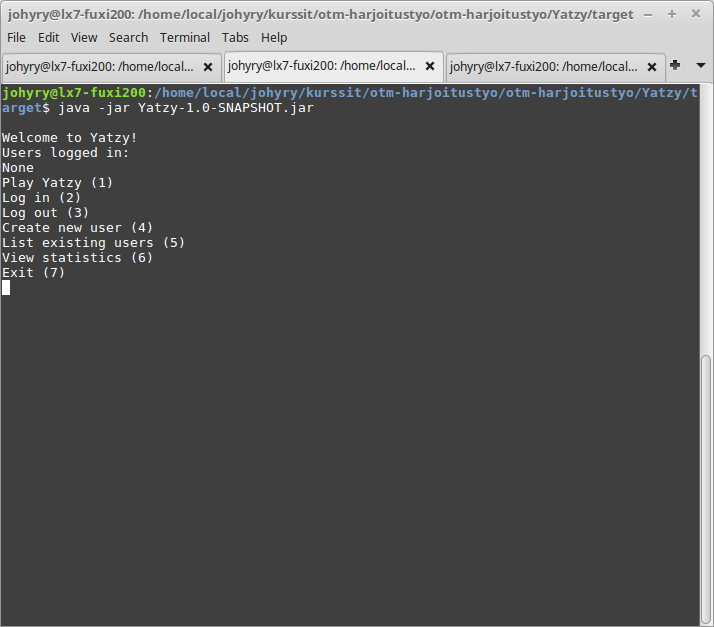 johyry@lx7-fuxi200: /home/local/johyry/kurssit/otm-harjoitustyo/otm-harjoitustyo/Yatzy/target
File Edit View Search Terminal Tabs Help
johyry@lx7-fuxi200: /home/local... johyry@lx7-fuxi200: /home/local... johyry@lx7-fuxi200: /home/local...
johyry@lx7-fuxi200:/home/local/johyry/kurssit/otm-harjoitustyo/otm-harjoitustyo/Yatzy/t
arget$ java -jar Yatzy-1.0-SNAPSHOT.jar
Welcome to Yatzy!
Users logged in:
None
Play Yatzy (1)
Log in (2)
Log out (3)
Create new user (4)
List existing users (5)
View statistics (6)
Exit (7)